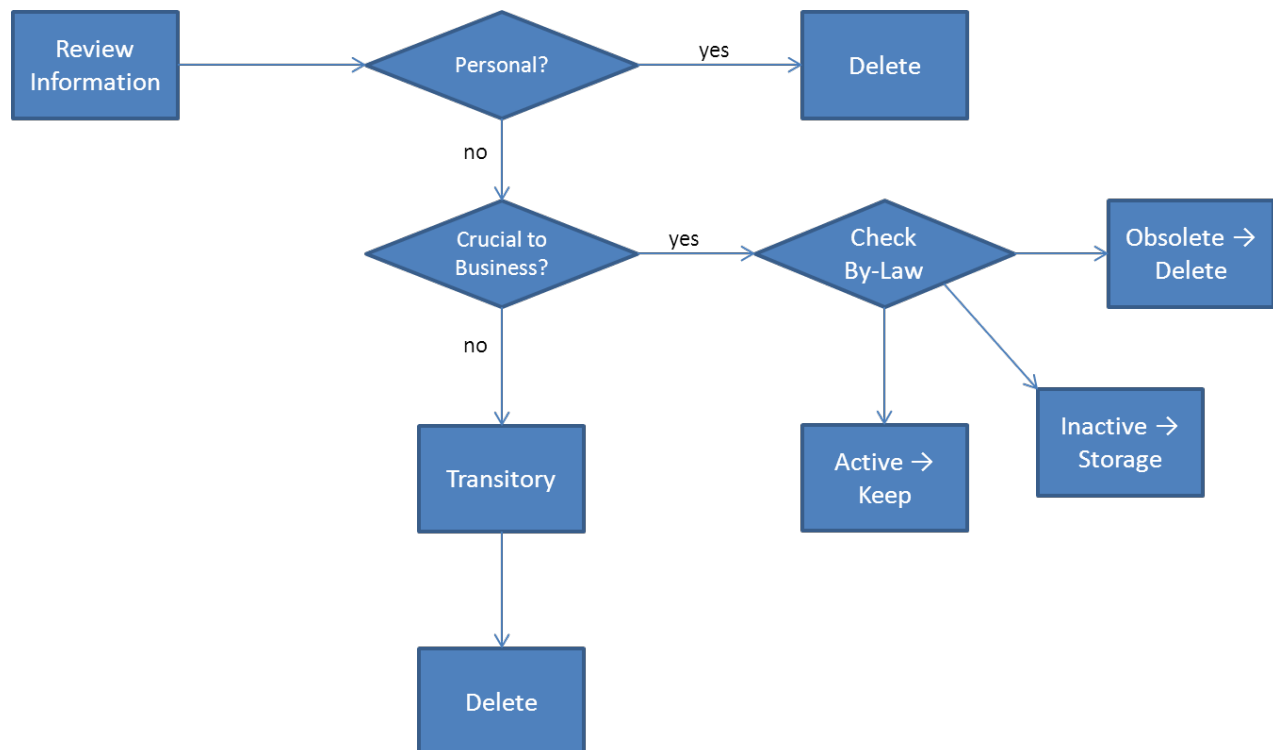 Review
Information
Personal?
yes
Delete
no
Crucial to
Business?
yes
Check
By-Law
Obsolete →
Delete
no
Inactive →
Storage
Active →
Keep
Transitory
Delete